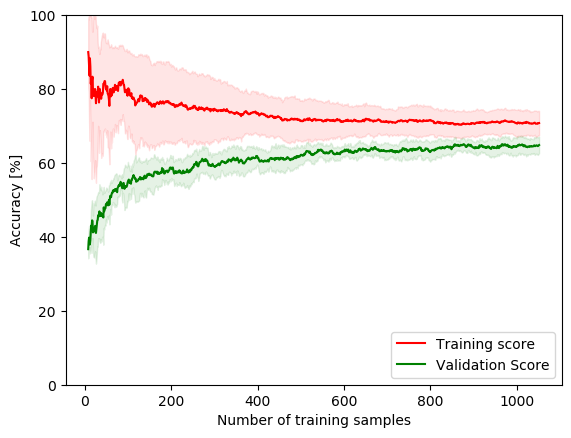 100
80
60
40
20
0
Accuracy [%]
0 200 400 600 800 1000
Number of training samples
Training score
Validation Score